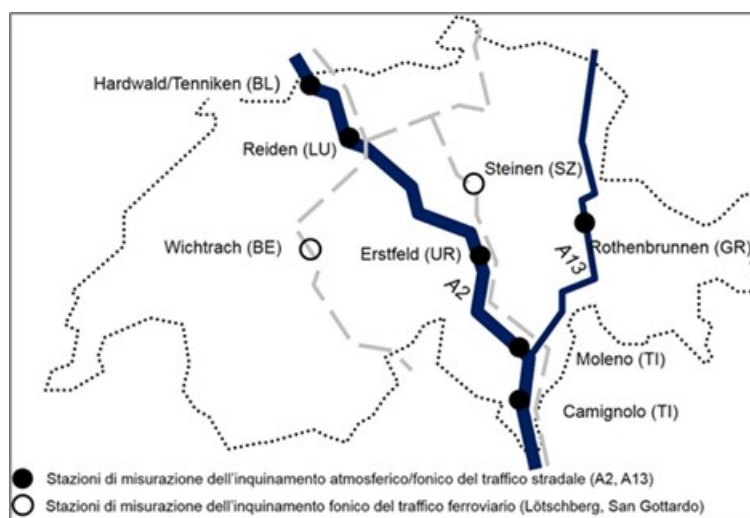 Hardwald/Tenniken (BL)
Reiden (LU)
Steinen (SZ)
Wichtrach (BE)
Erstfeld (UR)
A2
A13
Rothenbrunnen (GR)
Moleno (TI)
Camignolo (TI)
Stazioni di misurazione dell'inquinamento atmosferico/fonico del traffico stradale (A2, A13)
Stazioni di misurazione dell'inquinamento fonico del traffico ferroviario (Lötschberg, San Gottardo)